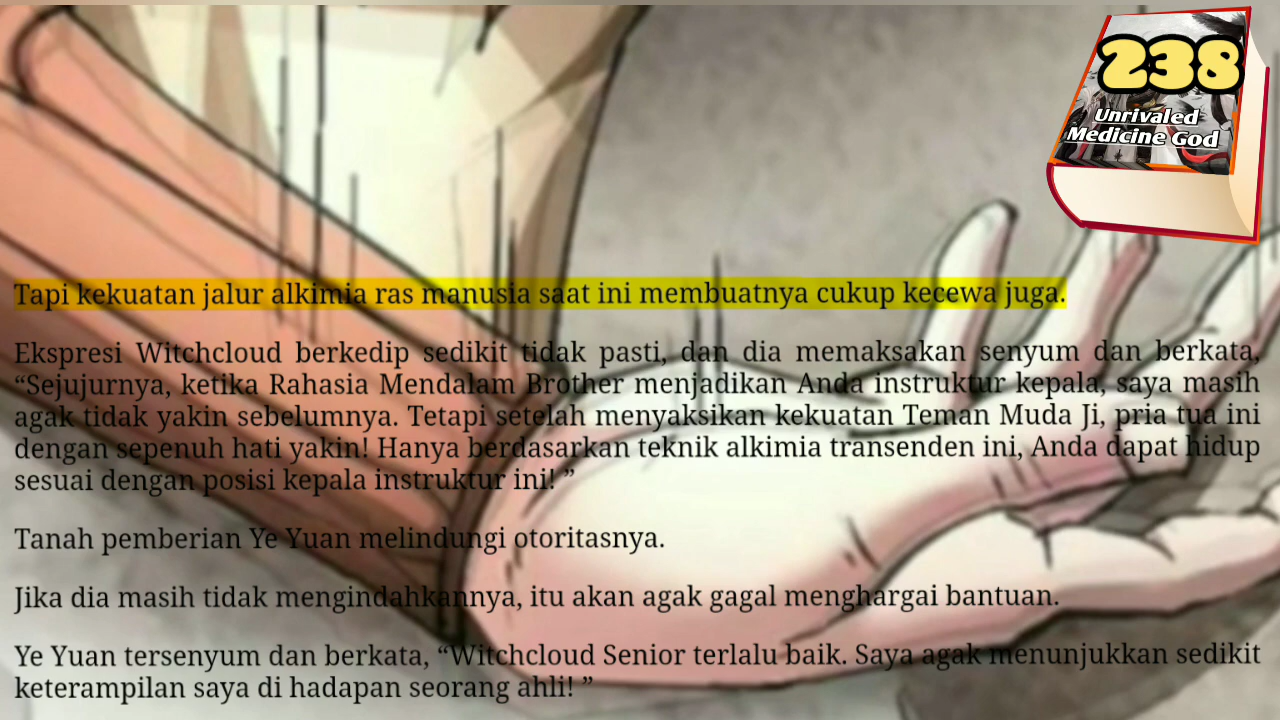 238
Unrivaled
Medicine God
Tapi kekuatan jalur alkimia ras manusia saat ini membuatnya cukup kecewa juga.
Ekspresi Witchcloud berkedip sedikit tidak pasti, dan dia memaksakan senyum dan berkata,
“Sejujurnya, ketika Rahasia Mendalam Brother menjadikan Anda instruktur kepala, saya masih
agak tidak yakin sebelumnya. Tetapi setelah menyaksikan kekuatan Teman Muda Ji, pria tua ini
dengan sepenuh hati yakin! Hanya berdasarkan teknik alkimia transenden ini, Anda dapat hidup
sesuai dengan posisi kepala instruktur ini! ”
Tanah pemberian Ye Yuan melindungi otoritasnya.
Jika dia masih tidak mengindahkannya, itu akan agak gagal menghargai bantuan.
Ye Yuan tersenyum dan berkata, “Witchcloud Senior terlalu baik. Saya agak menunjukkan sedikit
keterampilan saya di hadapan seorang ahli! ”